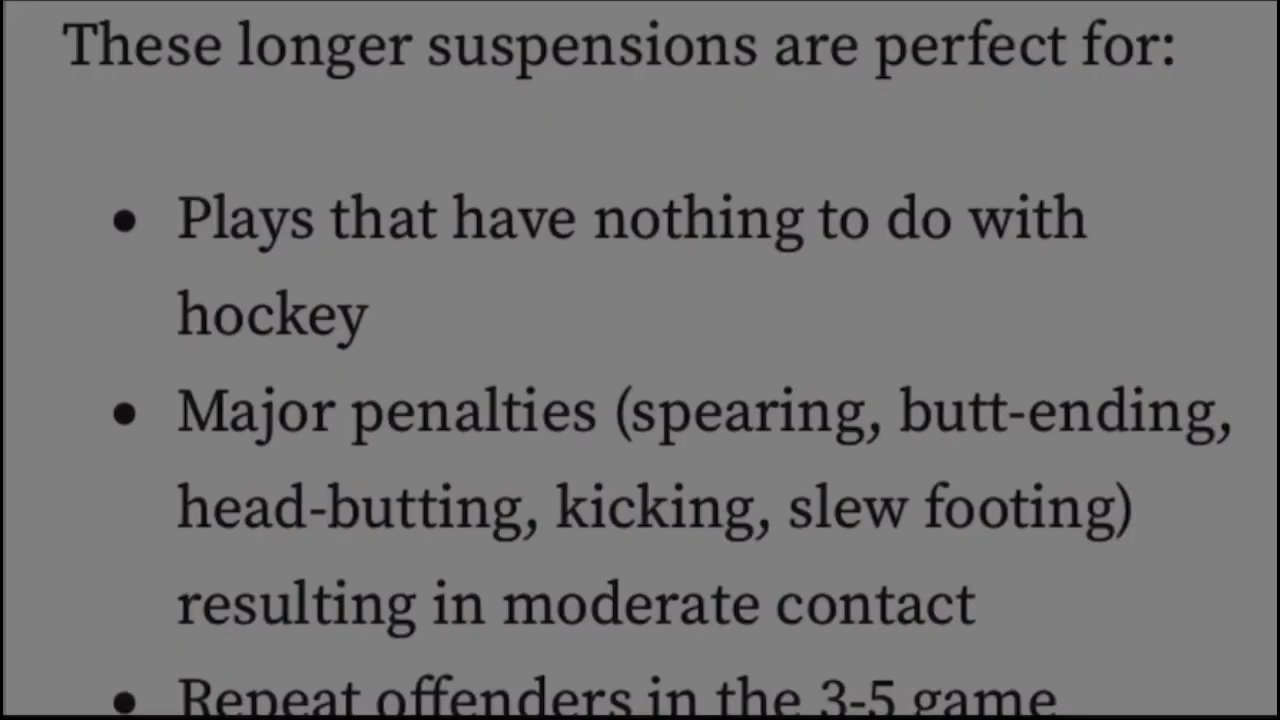 These longer suspensions are perfect for:
• Plays that have nothing to do with
hockey
• Major penalties (spearing, butt-ending,
head-butting, kicking, slew footing)
resulting in moderate contact
• Repeat offenders in the 3-5 game